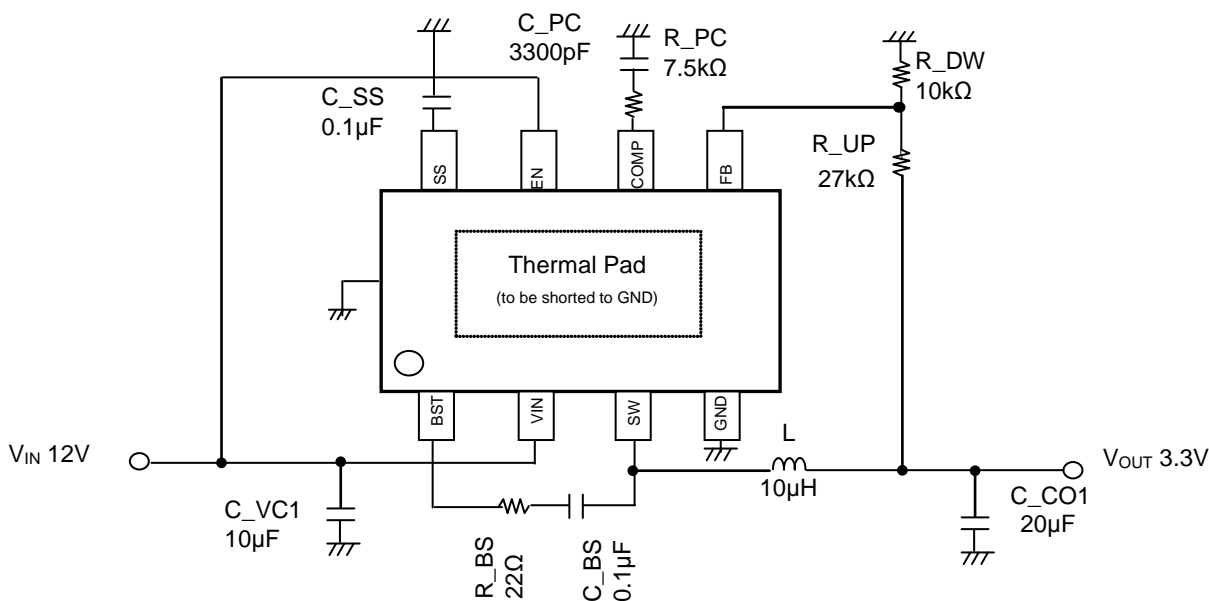 C_PC
3300pF
R_PC
7.5kΩ
R_DW
10kΩ
C_SS
0.1µF
R_UP
27kΩ
SS
EN
COMP
FB
Thermal Pad
(to be shorted to GND)
BST
VIN
SW
GND
V_IN 12V
L
10µH
V_OUT 3.3V
C_VC1
10µF
R_BS
22Ω
C_BS
0.1µF
C_CO1
20µF